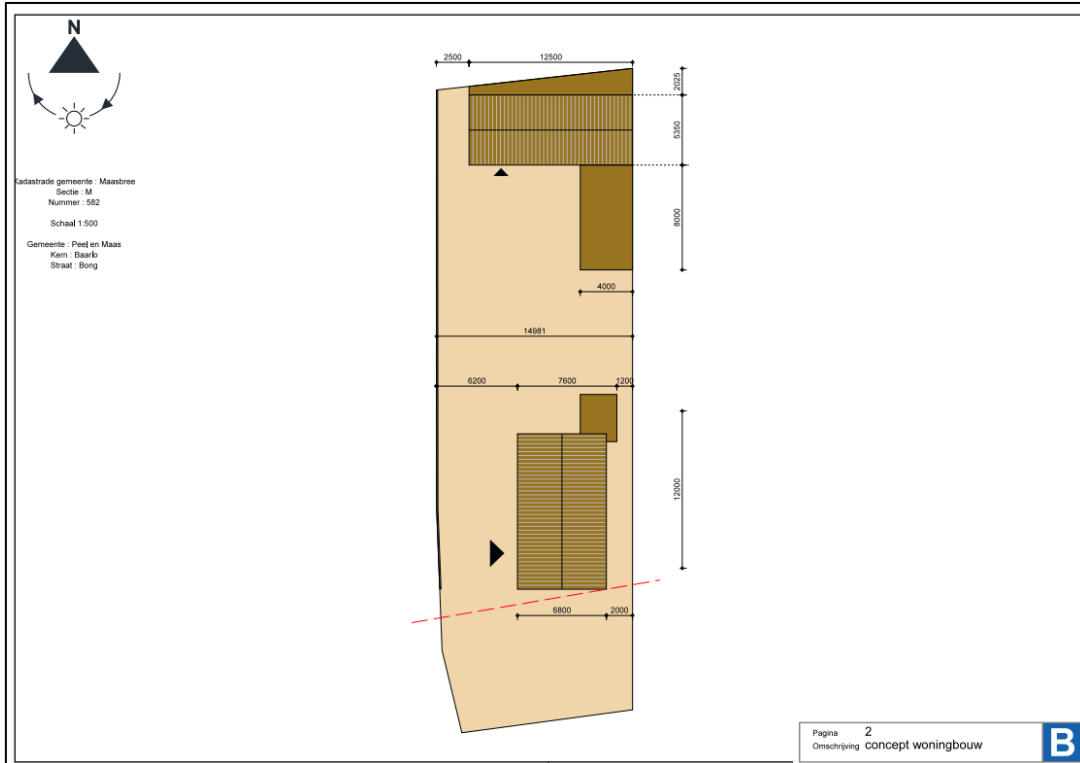 N
Kadastrade gemeente : Maasbree
Sectie : M
Nummer : 582
Schaal 1:500
Gemeente : Peel en Maas
Kern : Baarlo
Straat : Bong
2500
12500
2025
5350
8000
4000
14981
6200
7600
1200
12000
6800
2000
Pagina 2
Omschrijving concept woningbouw
B